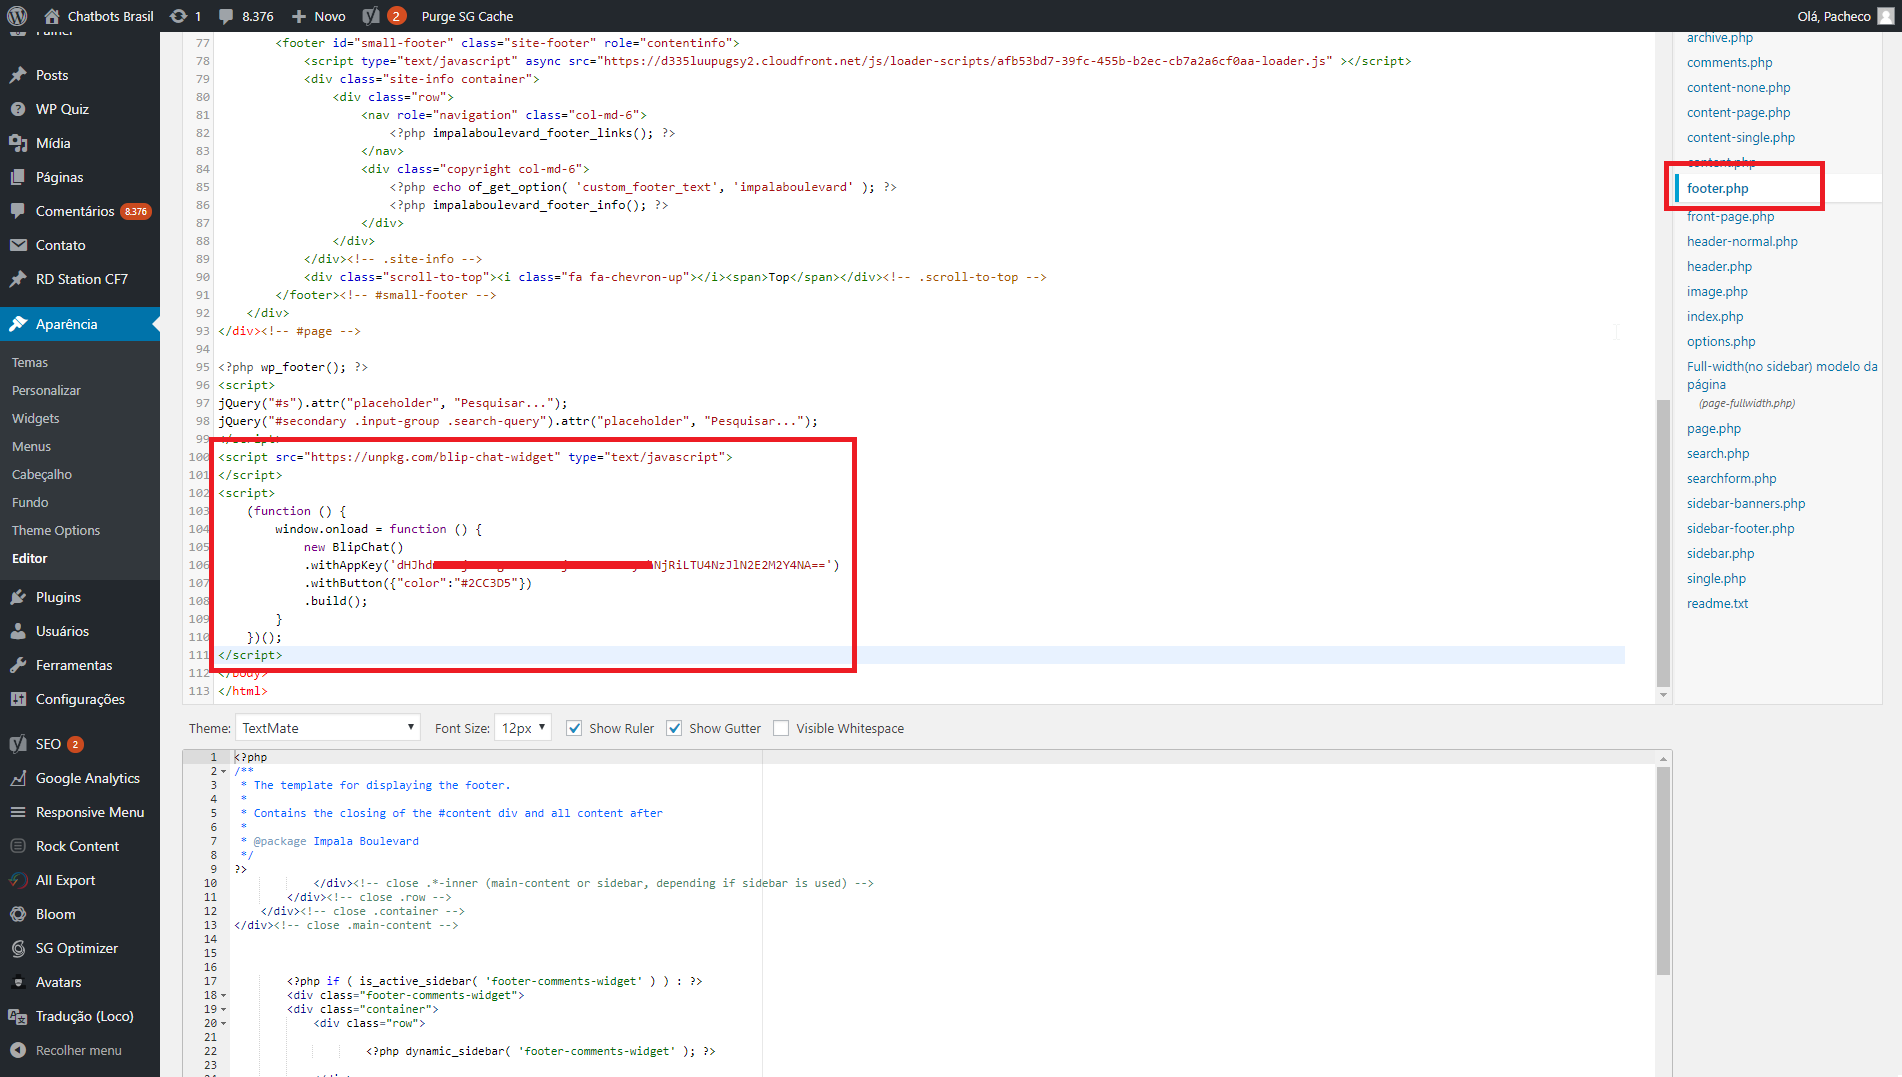 Chatbots Brasil 1 8.376 Novo 2 Purge SG Cache Olá, Pacheco
Posts
WP Quiz
Mídia
Páginas
Comentários 8.376
Contato
RD Station CF7
Aparência
Temas
Personalizar
Widgets
Menus
Cabeçalho
Fundo
Theme Options
Editor
Plugins
Usuários
Ferramentas
Configurações
SEO 2
Google Analytics
Responsive Menu
Rock Content
All Export
Bloom
SG Optimizer
Avatars
Tradução (Loco)
Recolher menu
77 <footer id="small-footer" class="site-footer" role="contentinfo">
78 <script type="text/javascript" async src="https://d335luupugsy2.cloudfront.net/js/loader-scripts/afb53bd7-39fc-455b-b2ec-cb7a2a6cf0aa-loader.js" ></script>
79 <div class="site-info container">
80 <div class="row">
81 <nav role="navigation" class="col-md-6">
82 <?php impalaboulevard_footer_links(); ?>
83 </nav>
84 <div class="copyright col-md-6">
85 <?php echo of_get_option( 'custom_footer_text', 'impalaboulevard' ); ?>
86 <?php impalaboulevard_footer_info(); ?>
87 </div>
88 </div>
89 </div><!-- .site-info -->
90 <div class="scroll-to-top"><i class="fa fa-chevron-up"></i><span>Top</span></div><!-- .scroll-to-top -->
91 </footer><!-- #small-footer -->
92 </div>
93 </div><!-- #page -->
94
95 <?php wp_footer(); ?>
96 <script>
97 jQuery("#s").attr("placeholder", "Pesquisar...");
98 jQuery("#secondary .input-group .search-query").attr("placeholder", "Pesquisar...");
99 </script>
100 <script src="https://unpkg.com/blip-chat-widget" type="text/javascript">
101 </script>
102 <script>
103 (function () {
104 window.onload = function () {
105 new BlipChat()
106 .withAppKey('dHJhd NjRiLTU4NzJlN2E2M2Y4NA==')
107 .withButton({"color":"#2CC3D5"})
108 .build();
109 }
110 })();
111 </script>
112 </body>
113 </html>
Theme: TextMate Font Size: 12px Show Ruler Show Gutter Visible Whitespace
1 <?php
2 /**
3 * The template for displaying the footer.
4 *
5 * Contains the closing of the #content div and all content after
6 *
7 * @package Impala Boulevard
8 */
9 ?>
10 </div><!-- close .*-inner (main-content or sidebar, depending if sidebar is used) -->
11 </div><!-- close .row -->
12 </div><!-- close .container -->
13 </div><!-- close .main-content -->
14
15
16
17 <?php if ( is_active_sidebar( 'footer-comments-widget' ) ) : ?>
18 <div class="footer-comments-widget">
19 <div class="container">
20 <div class="row">
21
22 <?php dynamic_sidebar( 'footer-comments-widget' ); ?>
23
archive.php
comments.php
content-none.php
content-page.php
content-single.php
content.php
footer.php
front-page.php
header-normal.php
header.php
image.php
index.php
options.php
Full-width(no sidebar) modelo da
página
(page-fullwidth.php)
page.php
search.php
searchform.php
sidebar-banners.php
sidebar-footer.php
sidebar.php
single.php
readme.txt